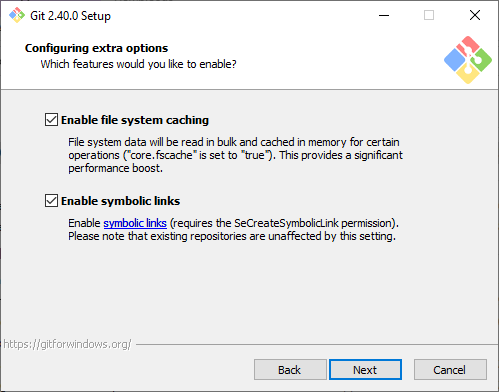 Git 2.40.0 Setup
Configuring extra options
Which features would you like to enable?
Enable file system caching
File system data will be read in bulk and cached in memory for certain
operations ("core.fscache" is set to "true"). This provides a significant
performance boost.
Enable symbolic links
Enable symbolic links (requires the SeCreateSymbolicLink permission).
Please note that existing repositories are unaffected by this setting.
https://gitforwindows.org/
Back Next Cancel